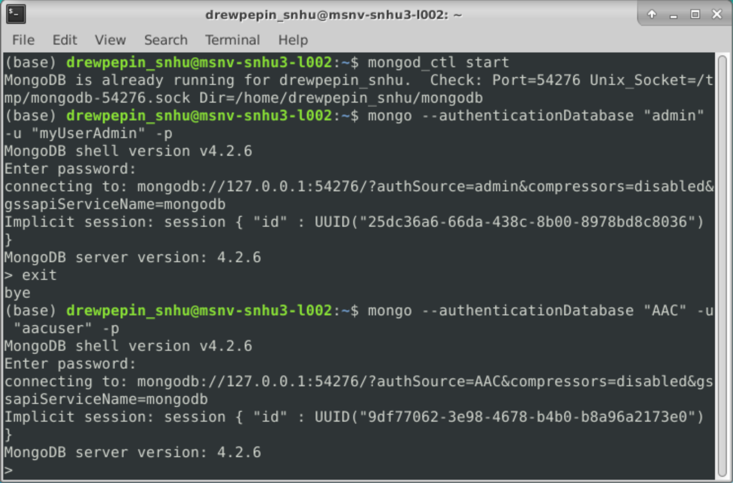 drewpepin_snhu@msnv-snhu3-l002: ~
File Edit View Search Terminal Help
(base) drewpepin_snhu@msnv-snhu3-l002:~$ mongod_ctl start
MongoDB is already running for drewpepin_snhu.  Check: Port=54276 Unix_Socket=/t
mp/mongodb-54276.sock Dir=/home/drewpepin_snhu/mongodb
(base) drewpepin_snhu@msnv-snhu3-l002:~$ mongo --authenticationDatabase "admin"
-u "myUserAdmin" -p
MongoDB shell version v4.2.6
Enter password:
connecting to: mongodb://127.0.0.1:54276/?authSource=admin&compressors=disabled&
gssapiServiceName=mongodb
Implicit session: session { "id" : UUID("25dc36a6-66da-438c-8b00-8978bd8c8036")
}
MongoDB server version: 4.2.6
> exit
bye
(base) drewpepin_snhu@msnv-snhu3-l002:~$ mongo --authenticationDatabase "AAC" -u
 "aacuser" -p
MongoDB shell version v4.2.6
Enter password:
connecting to: mongodb://127.0.0.1:54276/?authSource=AAC&compressors=disabled&gs
sapiServiceName=mongodb
Implicit session: session { "id" : UUID("9df77062-3e98-4678-b4b0-b8a96a2173e0")
}
MongoDB server version: 4.2.6
>